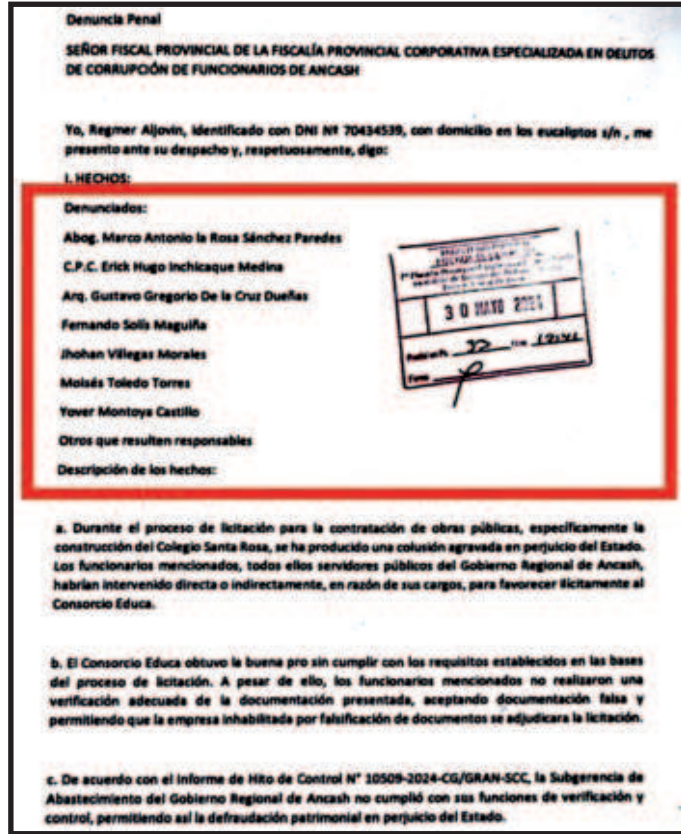 Denuncia Penal
SEÑOR FISCAL PROVINCIAL DE LA FISCALÍA PROVINCIAL CORPORATIVA ESPECIALIZADA EN DELITOS
DE CORRUPCIÓN DE FUNCIONARIOS DE ANCASH
Yo, Regmer Aljovin, identificado con DNI Nº 70434539, con domicilio en los eucaliptos s/n , me
presento ante su despacho y, respetuosamente, digo:
I. HECHOS:
Denunciados:
Abog. Marco Antonio la Rosa Sánchez Paredes
C.P.C. Erick Hugo Inchicaque Medina
Arq. Gustavo Gregorio De la Cruz Dueñas
Fernando Solís Maguiña
Jhohan Villegas Morales
Moisés Toledo Torres
Yover Montoya Castillo
Otros que resulten responsables
Descripción de los hechos:
30 MAYO
a. Durante el proceso de licitación para la contratación de obras públicas, específicamente la
construcción del Colegio Santa Rosa, se ha producido una colusión agravada en perjuicio del Estado.
Los funcionarios mencionados, todos ellos servidores públicos del Gobierno Regional de Ancash,
habrían intervenido directa o indirectamente, en razón de sus cargos, para favorecer ilícitamente al
Consorcio Educa.
b. El Consorcio Educa obtuvo la buena pro sin cumplir con los requisitos establecidos en las bases
del proceso de licitación. A pesar de ello, los funcionarios mencionados no realizaron una
verificación adecuada de la documentación presentada, aceptando documentación falsa y
permitiendo que la empresa inhabilitada por falsificación de documentos se adjudicara la licitación.
c. De acuerdo con el Informe de Hito de Control N° 10509-2024-CG/GRAN-SCC, la Subgerencia de
Abastecimiento del Gobierno Regional de Ancash no cumplió con sus funciones de verificación y
control, permitiendo así la defraudación patrimonial en perjuicio del Estado.